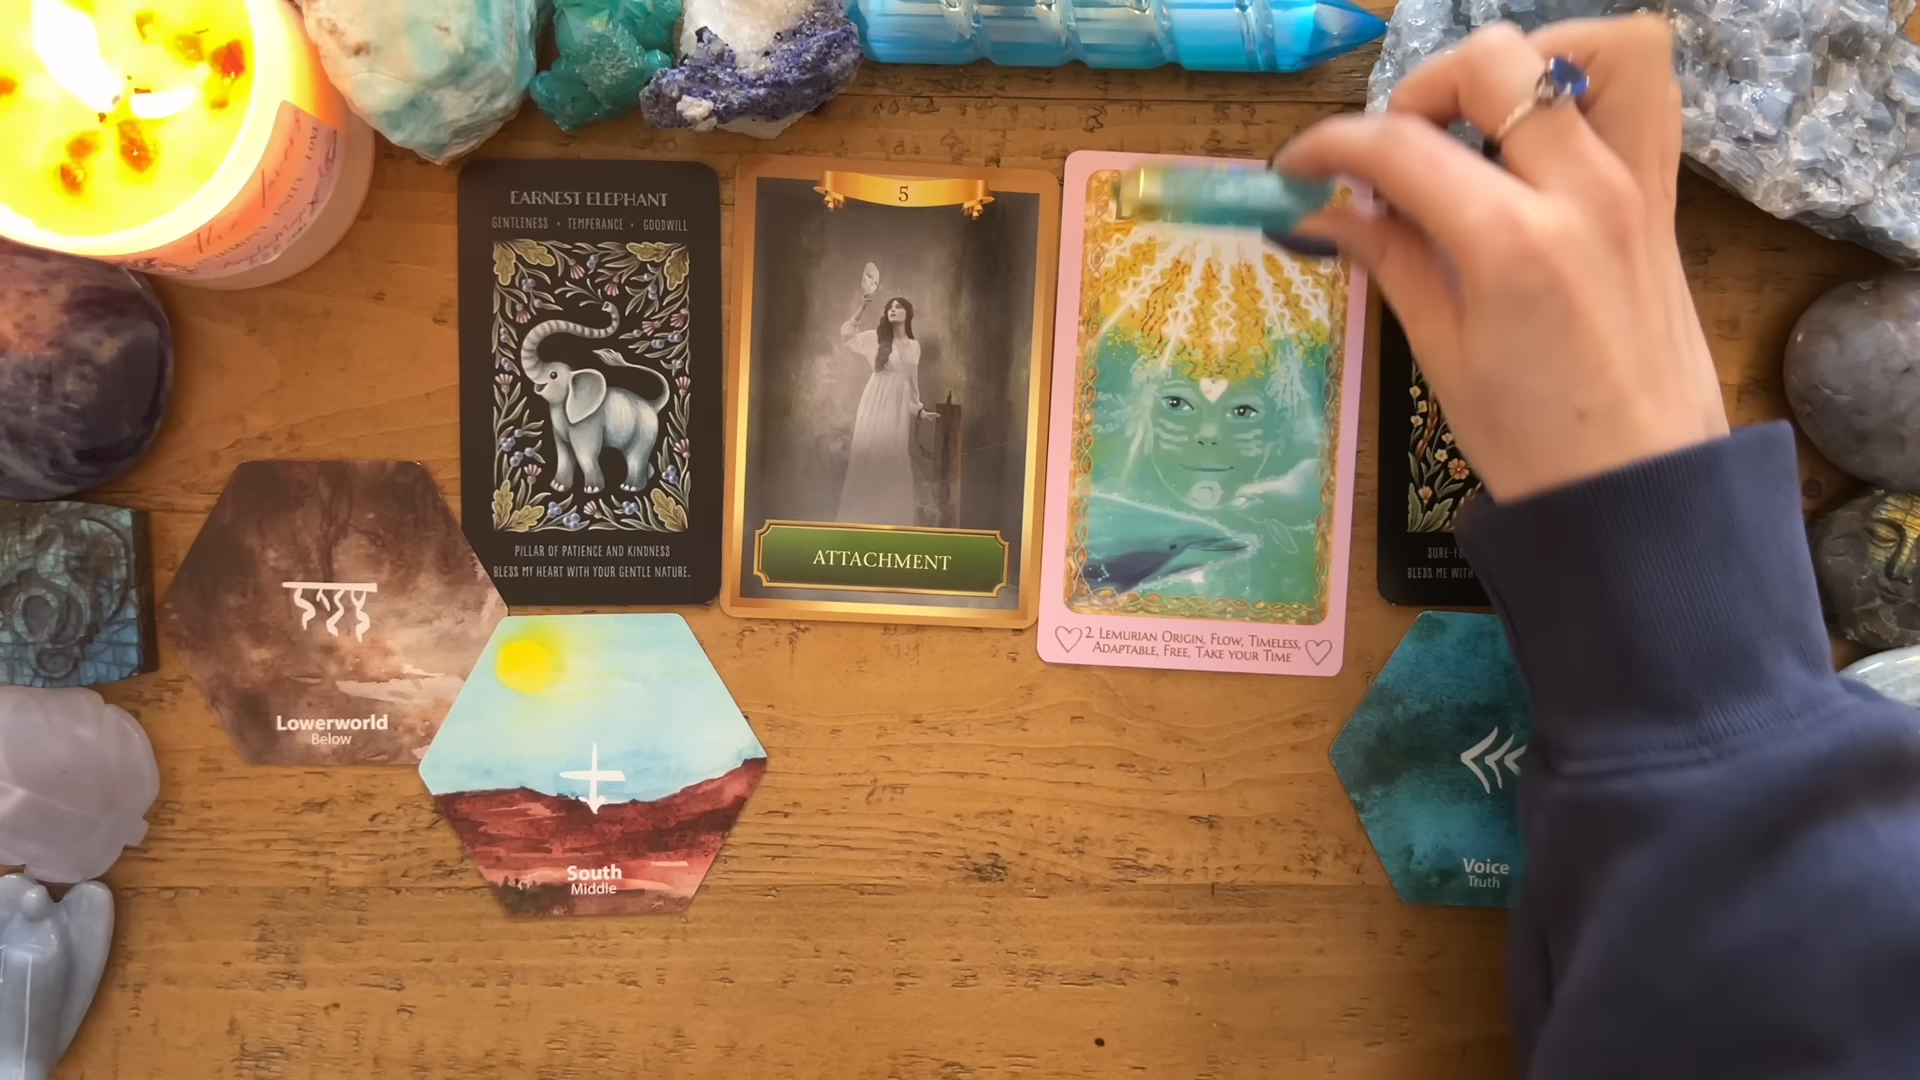 EARNEST ELEPHANT
GENTLENESS • TEMPERANCE • GOODWILL
PILLAR OF PATIENCE AND KINDNESS
BLESS MY HEART WITH YOUR GENTLE NATURE.
5
ATTACHMENT
2. LEMURIAN ORIGIN, FLOW, TIMELESS,
ADAPTABLE, FREE, TAKE YOUR TIME
BLESS ME WITH
Lowerworld
Below
South
Middle
Voice
Truth